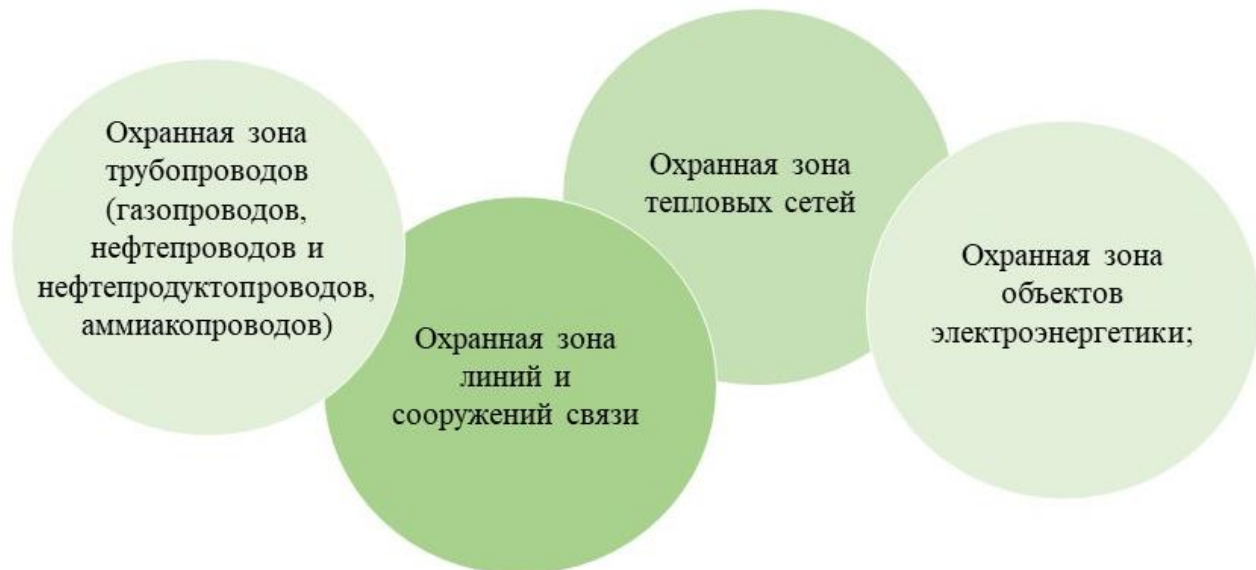 Охранная зона
трубопроводов
(газопроводов,
нефтепроводов и
нефтепродуктопроводов,
аммиакопроводов)
Охранная зона
линий и
сооружений связи
Охранная зона
тепловых сетей
Охранная зона
объектов
электроэнергетики;